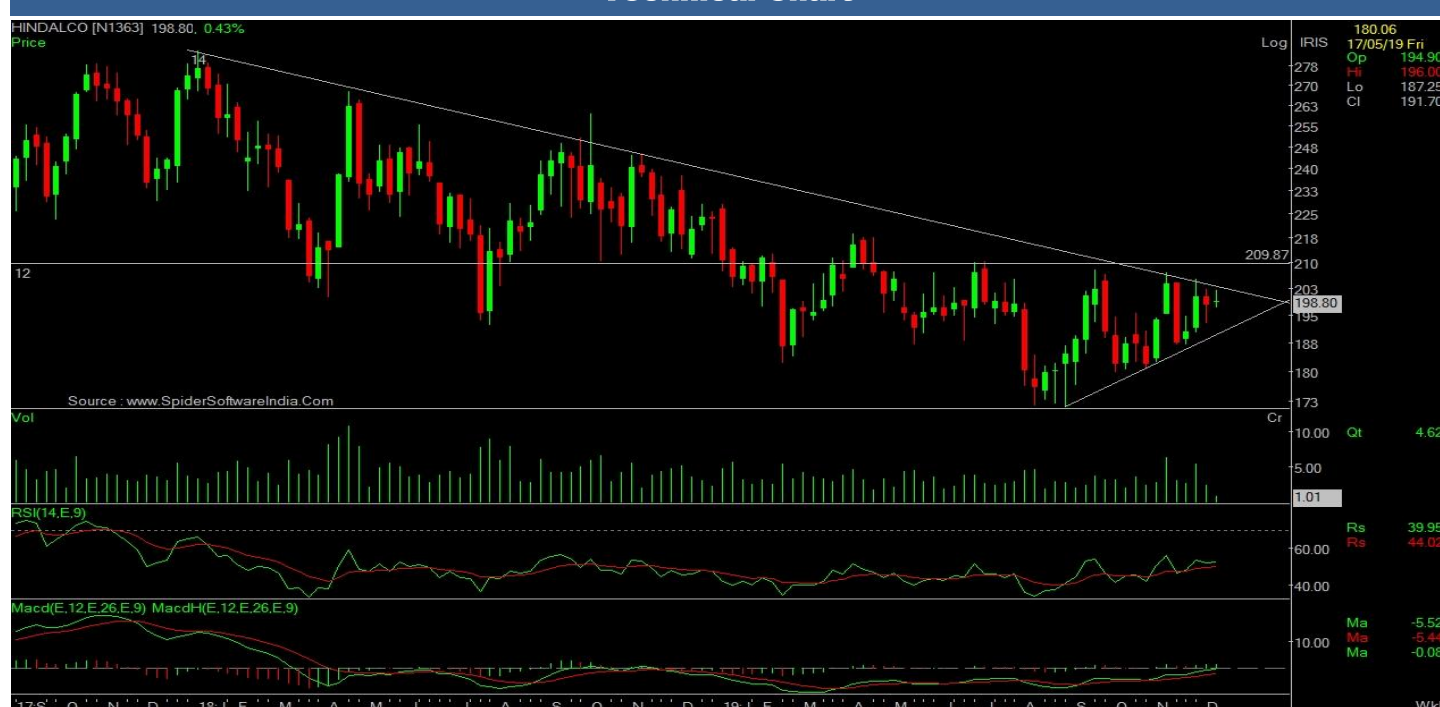 Technical Chart
HINDALCO [N1363] 198.80, 0.43%
Price
Log
IRIS
180.06
17/05/19 Fri
Op 194.90
Hi 196.00
Lo 187.25
Cl 191.70
14
278
270
263
255
248
240
233
225
218
209.87
210
12
203
198.80
195
188
180
173
Source : www.SpiderSoftwareIndia.Com
Vol
Cr
10.00
Qt 4.62
5.00
1.01
RSI(14,E,9)
Rs 39.95
Rs 44.02
60.00
40.00
Macd(E,12,E,26,E,9) MacdH(E,12,E,26,E,9)
Ma -5.52
Ma -5.44
Ma -0.08
10.00
Wk